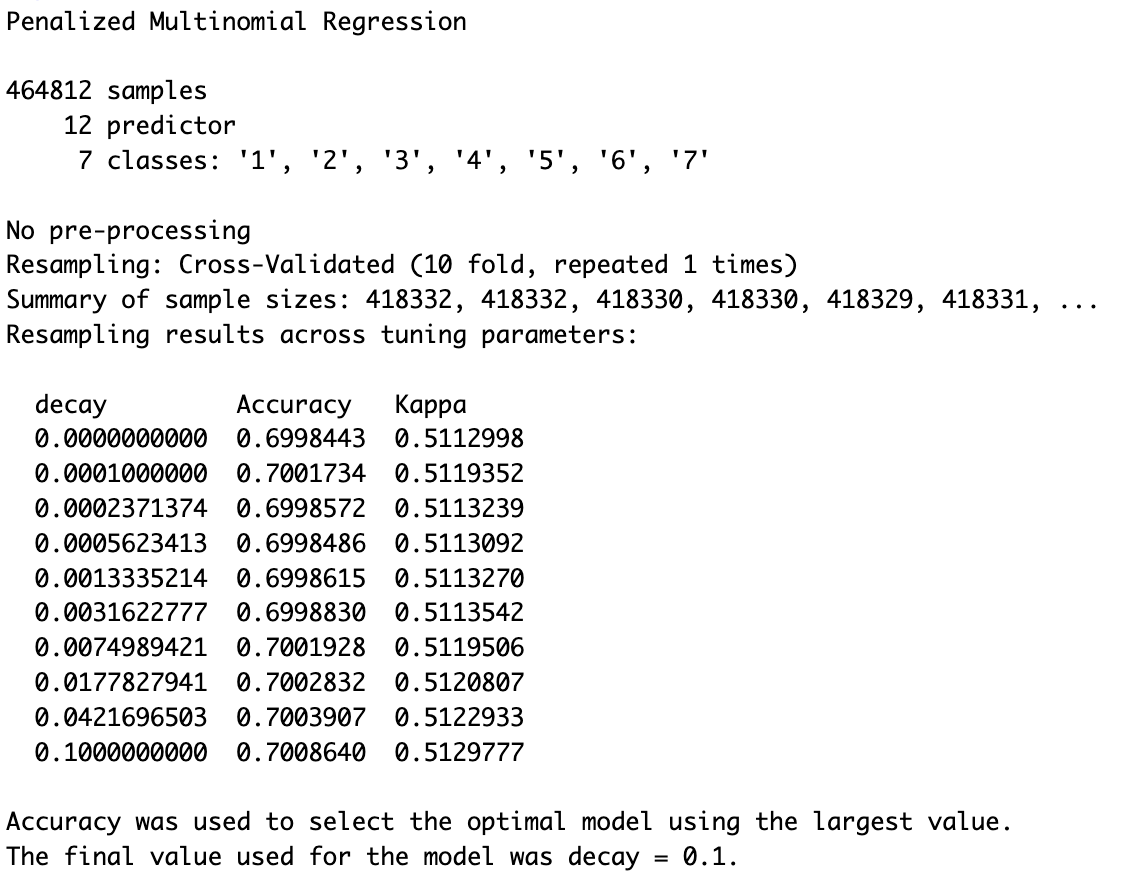 Penalized Multinomial Regression
464812 samples
12 predictor
7 classes: '1', '2', '3', '4', '5', '6', '7'
No pre-processing
Resampling: Cross-Validated (10 fold, repeated 1 times)
Summary of sample sizes: 418332, 418332, 418330, 418330, 418329, 418331, ...
Resampling results across tuning parameters:
decay Accuracy Kappa
0.0000000000 0.6998443 0.5112998
0.0001000000 0.7001734 0.5119352
0.0002371374 0.6998572 0.5113239
0.0005623413 0.6998486 0.5113092
0.0013335214 0.6998615 0.5113270
0.0031622777 0.6998830 0.5113542
0.0074989421 0.7001928 0.5119506
0.0177827941 0.7002832 0.5120807
0.0421696503 0.7003907 0.5122933
0.1000000000 0.7008640 0.5129777
Accuracy was used to select the optimal model using the largest value.
The final value used for the model was decay = 0.1.